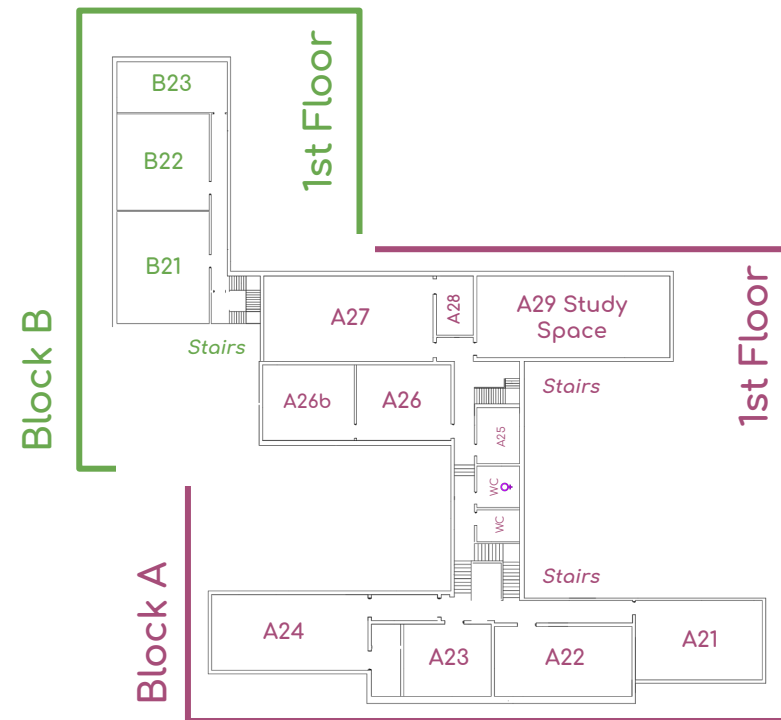 1st Floor
B23
B22
B21
Block B
Stairs
A27
A28
A29 Study
Space
1st Floor
A26b
A26
Stairs
A25
WC
WC
Stairs
Block A
A24
A23
A22
A21